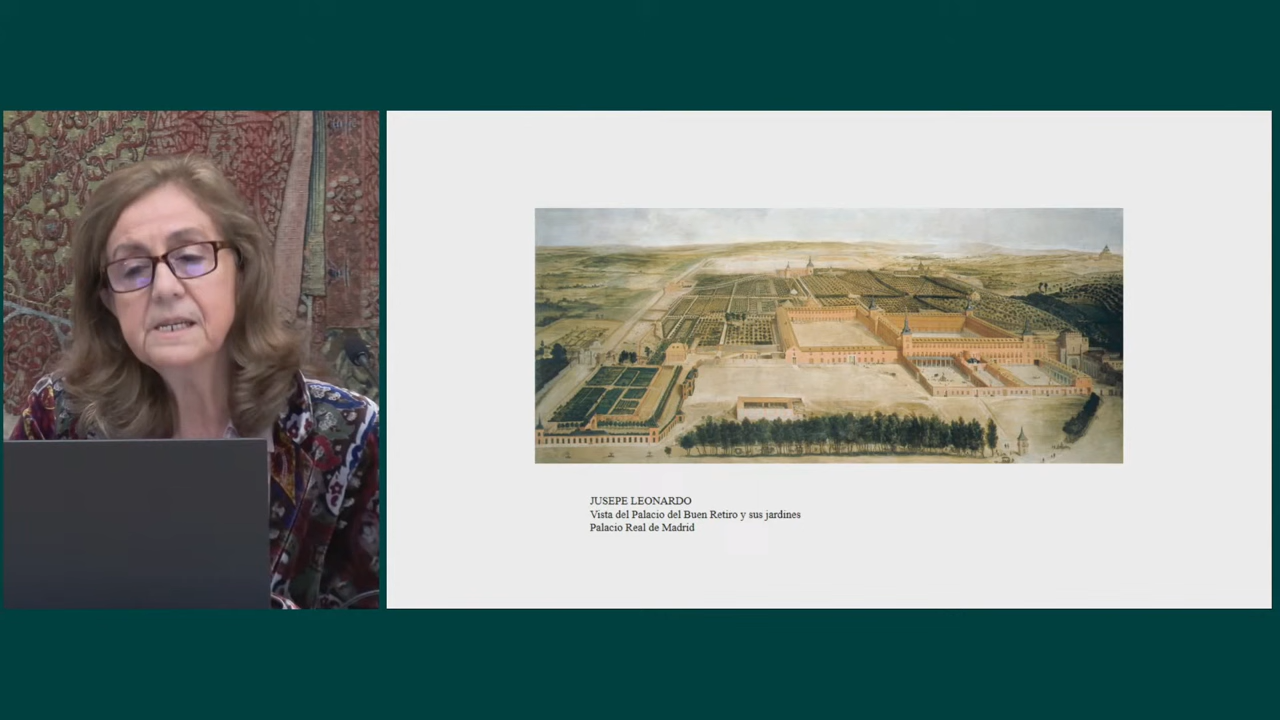 JUSEPE LEONARDO
Vista del Palacio del Buen Retiro y sus jardines
Palacio Real de Madrid